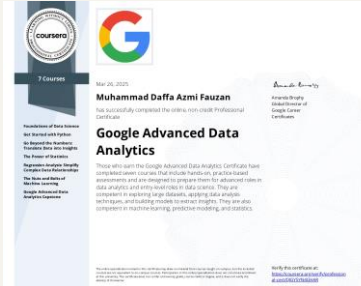 coursera
7 Courses
Foundations of Data Science
Get Started with Python
Go Beyond the Numbers:
Translate Data into Insights
The Power of Statistics
Regression Analysis: Simplify
Complex Data Relationships
The Nuts and Bolts of
Machine Learning
Google Advanced Data
Analytics Capstone
Mar 26, 2025
Muhammad Daffa Azmi Fauzan
has successfully completed the online, non-credit Professional
Certificate
Google Advanced Data
Analytics
Those who earn the Google Advanced Data Analytics Certificate have
completed seven courses that include hands-on, practice-based
assessments and are designed to prepare them for advanced roles in
data analytics and entry-level roles in data science. They are
competent in exploring large datasets, applying data analysis
techniques, and building models to extract insights. They are also
competent in machine learning, predictive modeling, and statistics.
Amanda Brophy
Global Director of
Google Career
Certificates
Verify this certificate at: